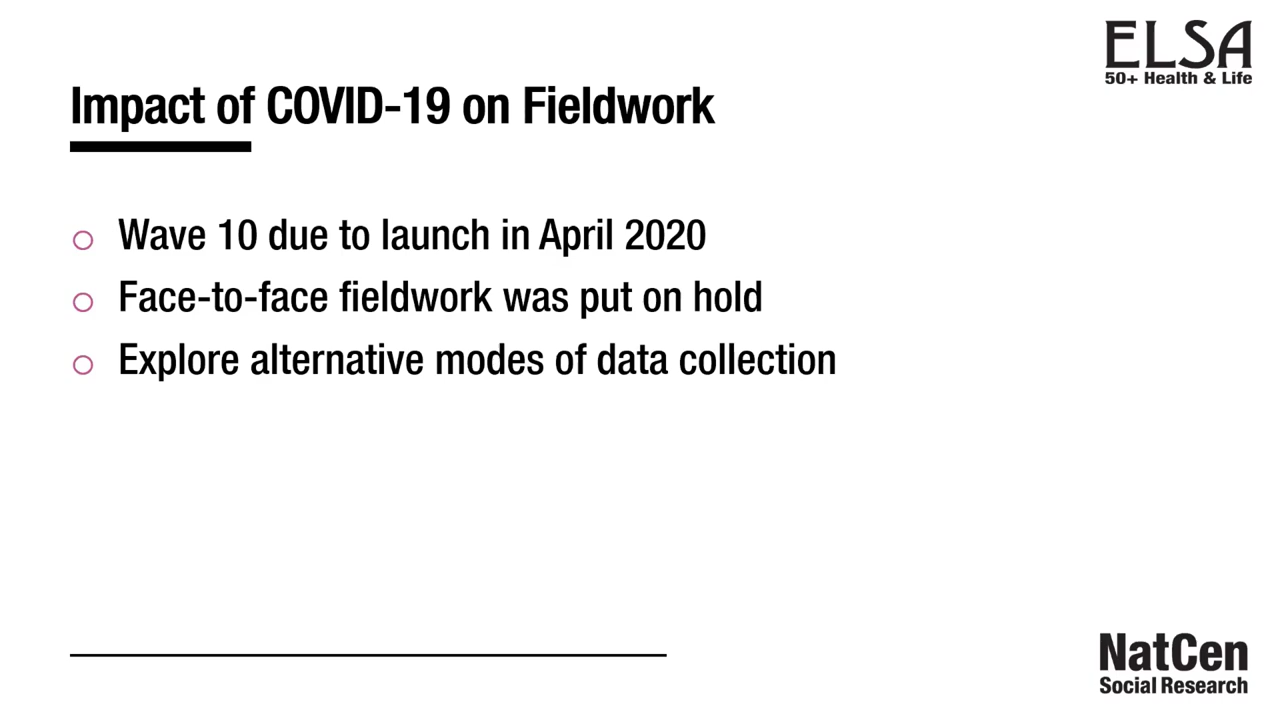 ELSA
50+ Health & Life
Impact of COVID-19 on Fieldwork
Wave 10 due to launch in April 2020
Face-to-face fieldwork was put on hold
Explore alternative modes of data collection
NatCen
Social Research